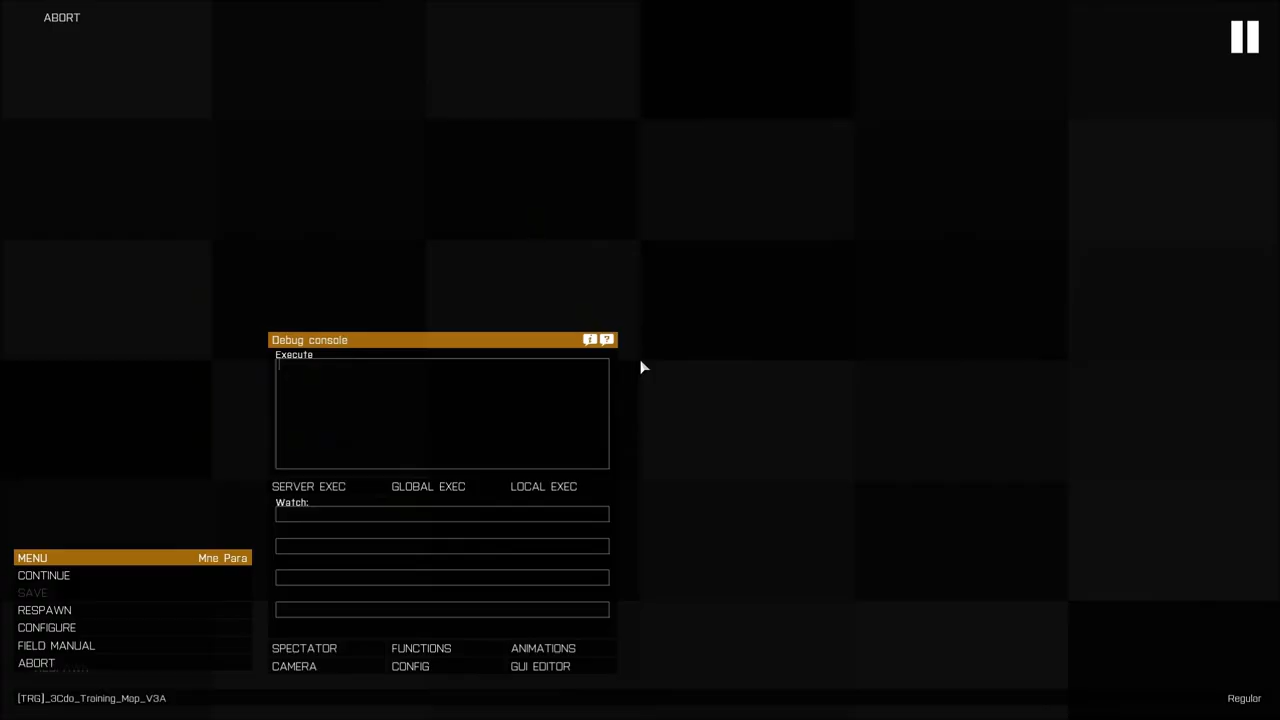 ABORT
Debug console
Execute
SERVER EXEC GLOBAL EXEC LOCAL EXEC
Watch:
MENU Mne Para
CONTINUE
SAVE
RESPAWN
CONFIGURE
FIELD MANUAL
ABORT
SPECTATOR FUNCTIONS ANIMATIONS
CAMERA CONFIG GUI EDITOR
[TRG]_3Cdo_Training_Map_V3A
Regular